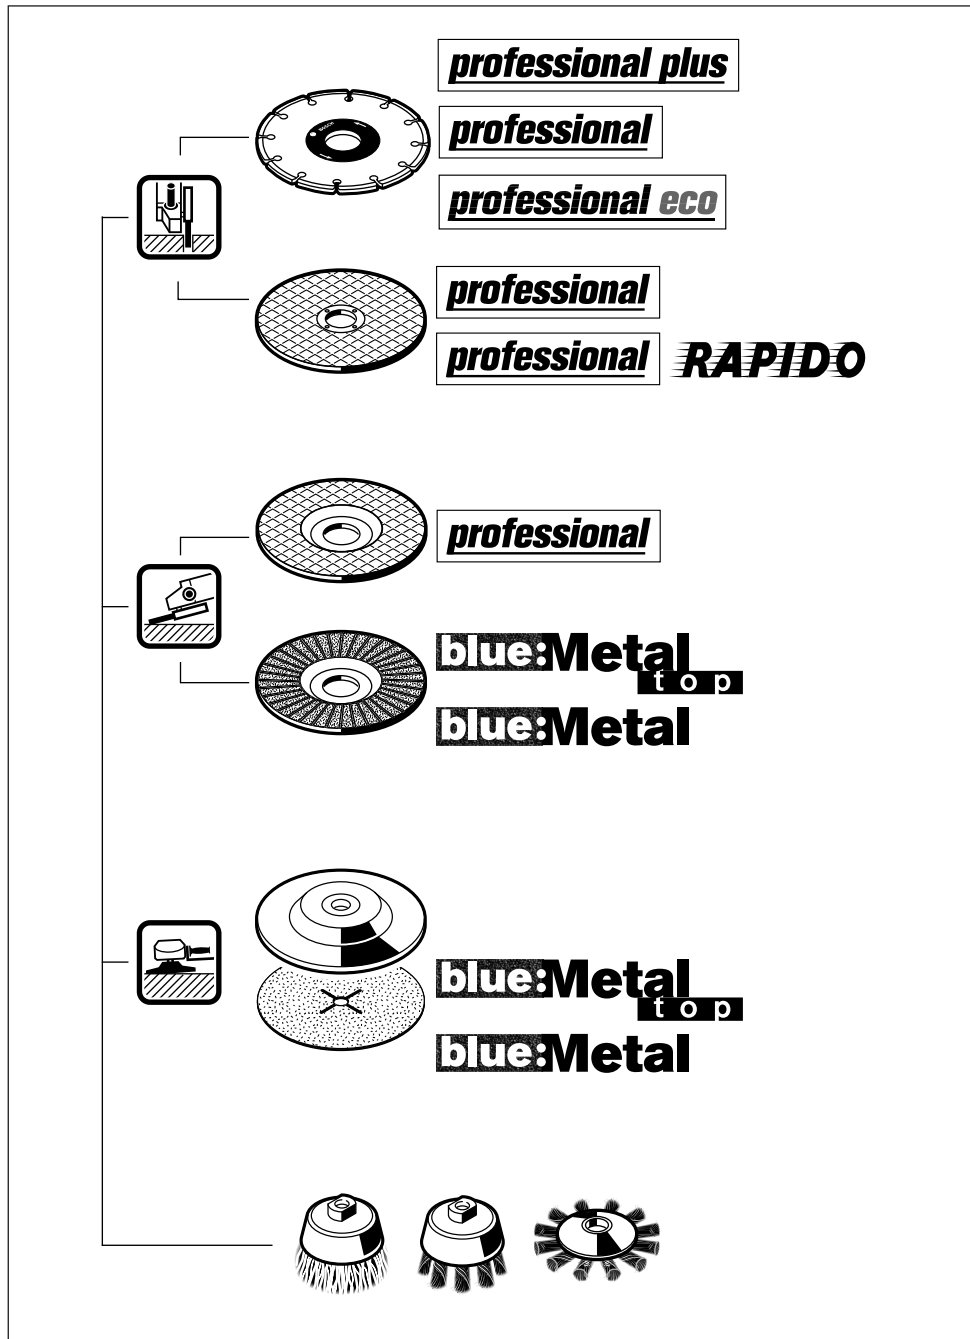 professional plus
professional
BOSCH
professional eco
professional
professional RAPIDO
professional
blue:Metal
top
blue:Metal
blue:Metal
top
blue:Metal